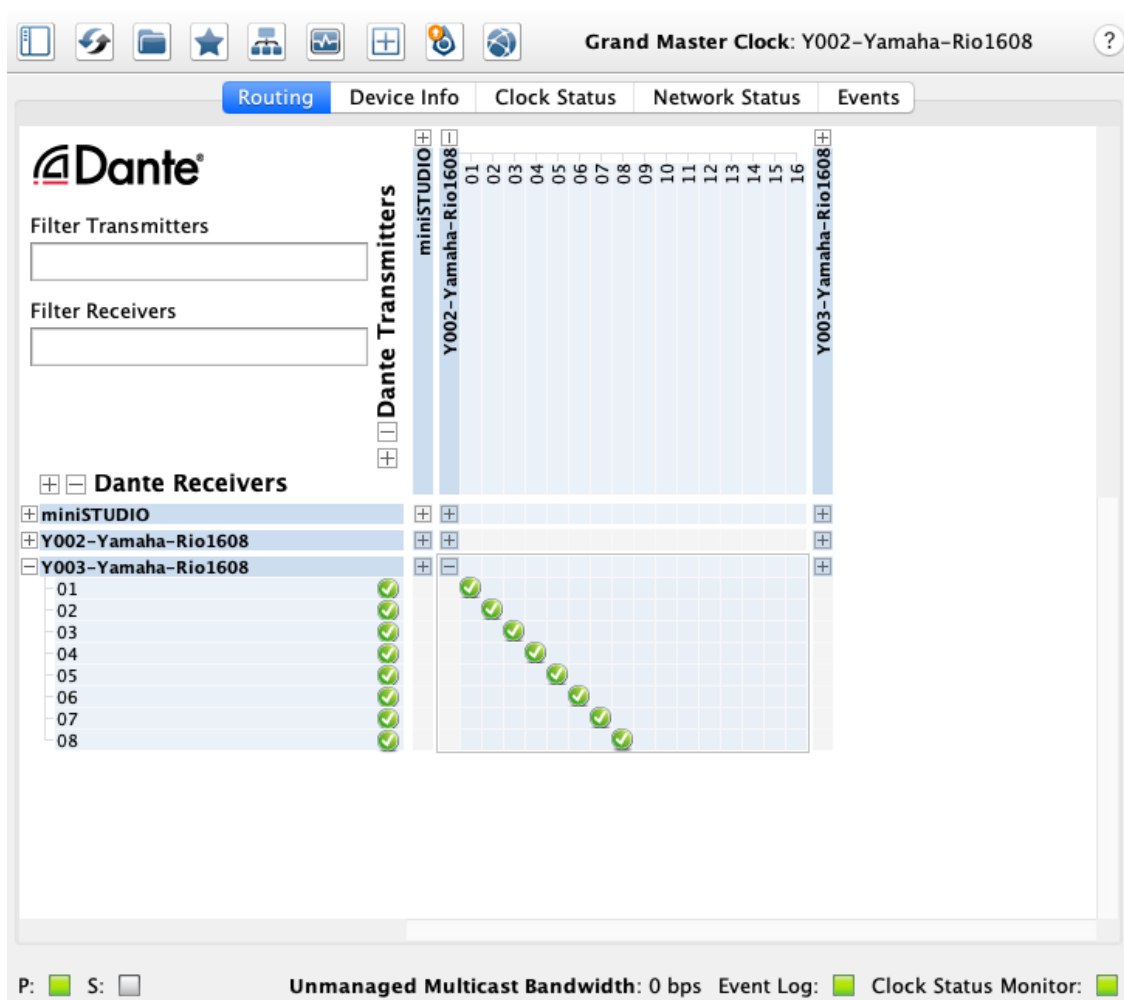 Grand Master Clock: Y002-Yamaha-Rio1608
?
Routing
Device Info
Clock Status
Network Status
Events
Dante®
Filter Transmitters
Filter Receivers
Dante Transmitters
miniSTUDIO
Y002-Yamaha-Rio1608
01
02
03
04
05
06
07
08
09
10
11
12
13
14
15
16
Y003-Yamaha-Rio1608
Dante Receivers
miniSTUDIO
Y002-Yamaha-Rio1608
Y003-Yamaha-Rio1608
01
02
03
04
05
06
07
08
P: S: Unmanaged Multicast Bandwidth: 0 bps Event Log: Clock Status Monitor: